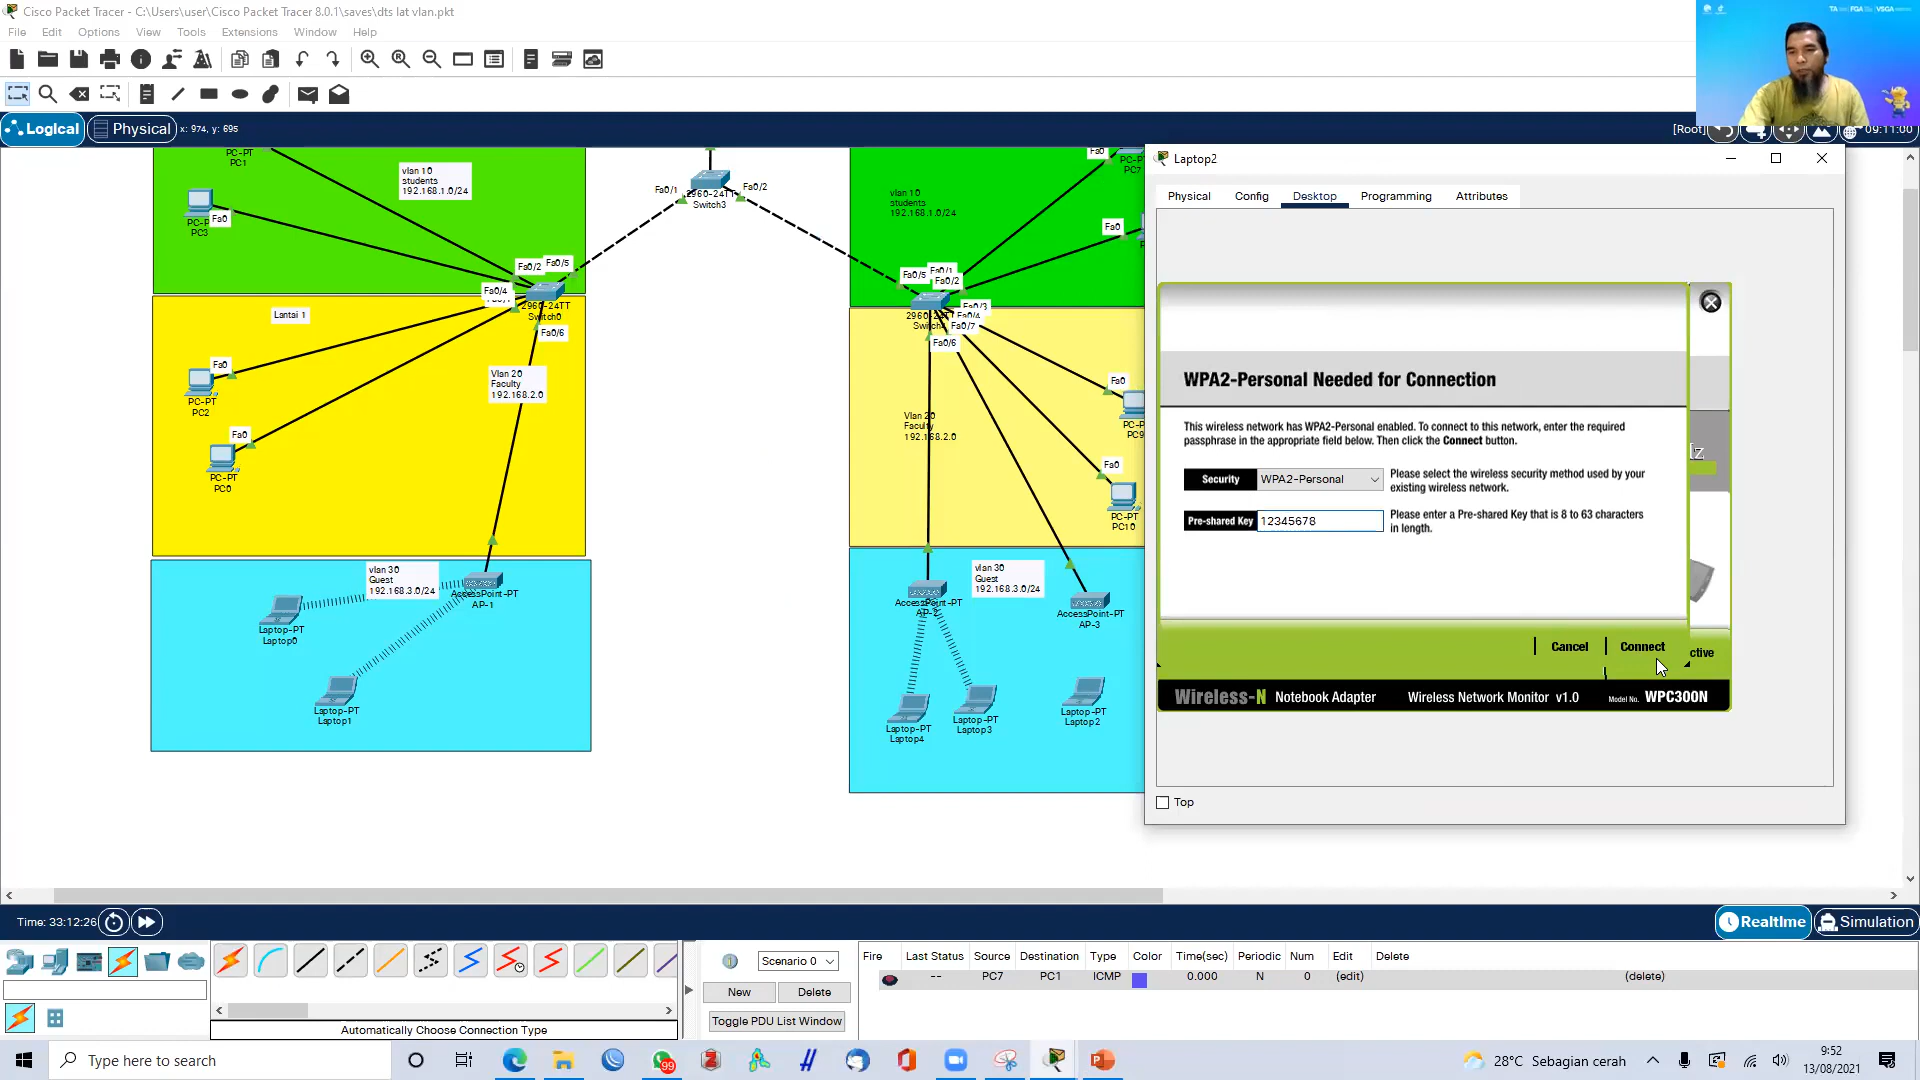 Cisco Packet Tracer - C:\Users\user\Cisco Packet Tracer 8.0.1\saves\dts lat vlan.pkt
File Edit Options View Tools Extensions Window Help
TA FGA VSGA
Logical Physical x: 974, y: 695
[Root] 09:11:00
PC-PT
PC1
vlan 10
students
192.168.1.0/24
Fa0
PC3
Fa0/1
Fa0/2
2960-24TT
Switch3
Fa0/2
Fa0/5
Fa0/4
2960-24TT
Switch0
Fa0/6
Lantai 1
Fa0
PC-PT
PC2
Fa0
PC-PT
PC0
Vlan 20
Faculty
192.168.2.0
vlan 30
Guest
192.168.3.0/24
AccessPoint-PT
AP-1
Laptop-PT
Laptop0
Laptop-PT
Laptop1
vlan 10
students
192.168.1.0/24
Fa0
PC7
Fa0
Fa0/5
Fa0/1
Fa0/2
Fa0/3
Fa0/4
Fa0/7
Fa0/6
Vlan 20
Faculty
192.168.2.0
Fa0
PC9
Fa0
PC-PT
PC10
vlan 30
Guest
192.168.3.0/24
AccessPoint-PT
AP-2
AccessPoint-PT
AP-3
Laptop-PT
Laptop4
Laptop-PT
Laptop3
Laptop-PT
Laptop2
Laptop2
Physical Config Desktop Programming Attributes
WPA2-Personal Needed for Connection
This wireless network has WPA2-Personal enabled. To connect to this network, enter the required
passphrase in the appropriate field below. Then click the Connect button.
Security WPA2-Personal Please select the wireless security method used by your
existing wireless network.
Pre-shared Key 12345678 Please enter a Pre-shared Key that is 8 to 63 characters
in length.
Cancel Connect
ctive
Wireless-N Notebook Adapter Wireless Network Monitor v1.0 Model No. WPC300N
Top
Time: 33:12:26
Realtime Simulation
Scenario 0
New Delete
Toggle PDU List Window
Automatically Choose Connection Type
Fire Last Status Source Destination Type Color Time(sec) Periodic Num Edit Delete
-- PC7 PC1 ICMP 0.000 N 0 (edit) (delete)
Type here to search
99
28°C Sebagian cerah
9:52
13/08/2021